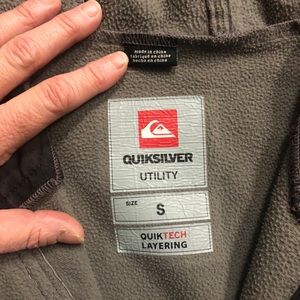 made in china
fabriqué en chine
hecho en china
QUIKSILVER
UTILITY
SIZE
S
QUIKTECH
LAYERING